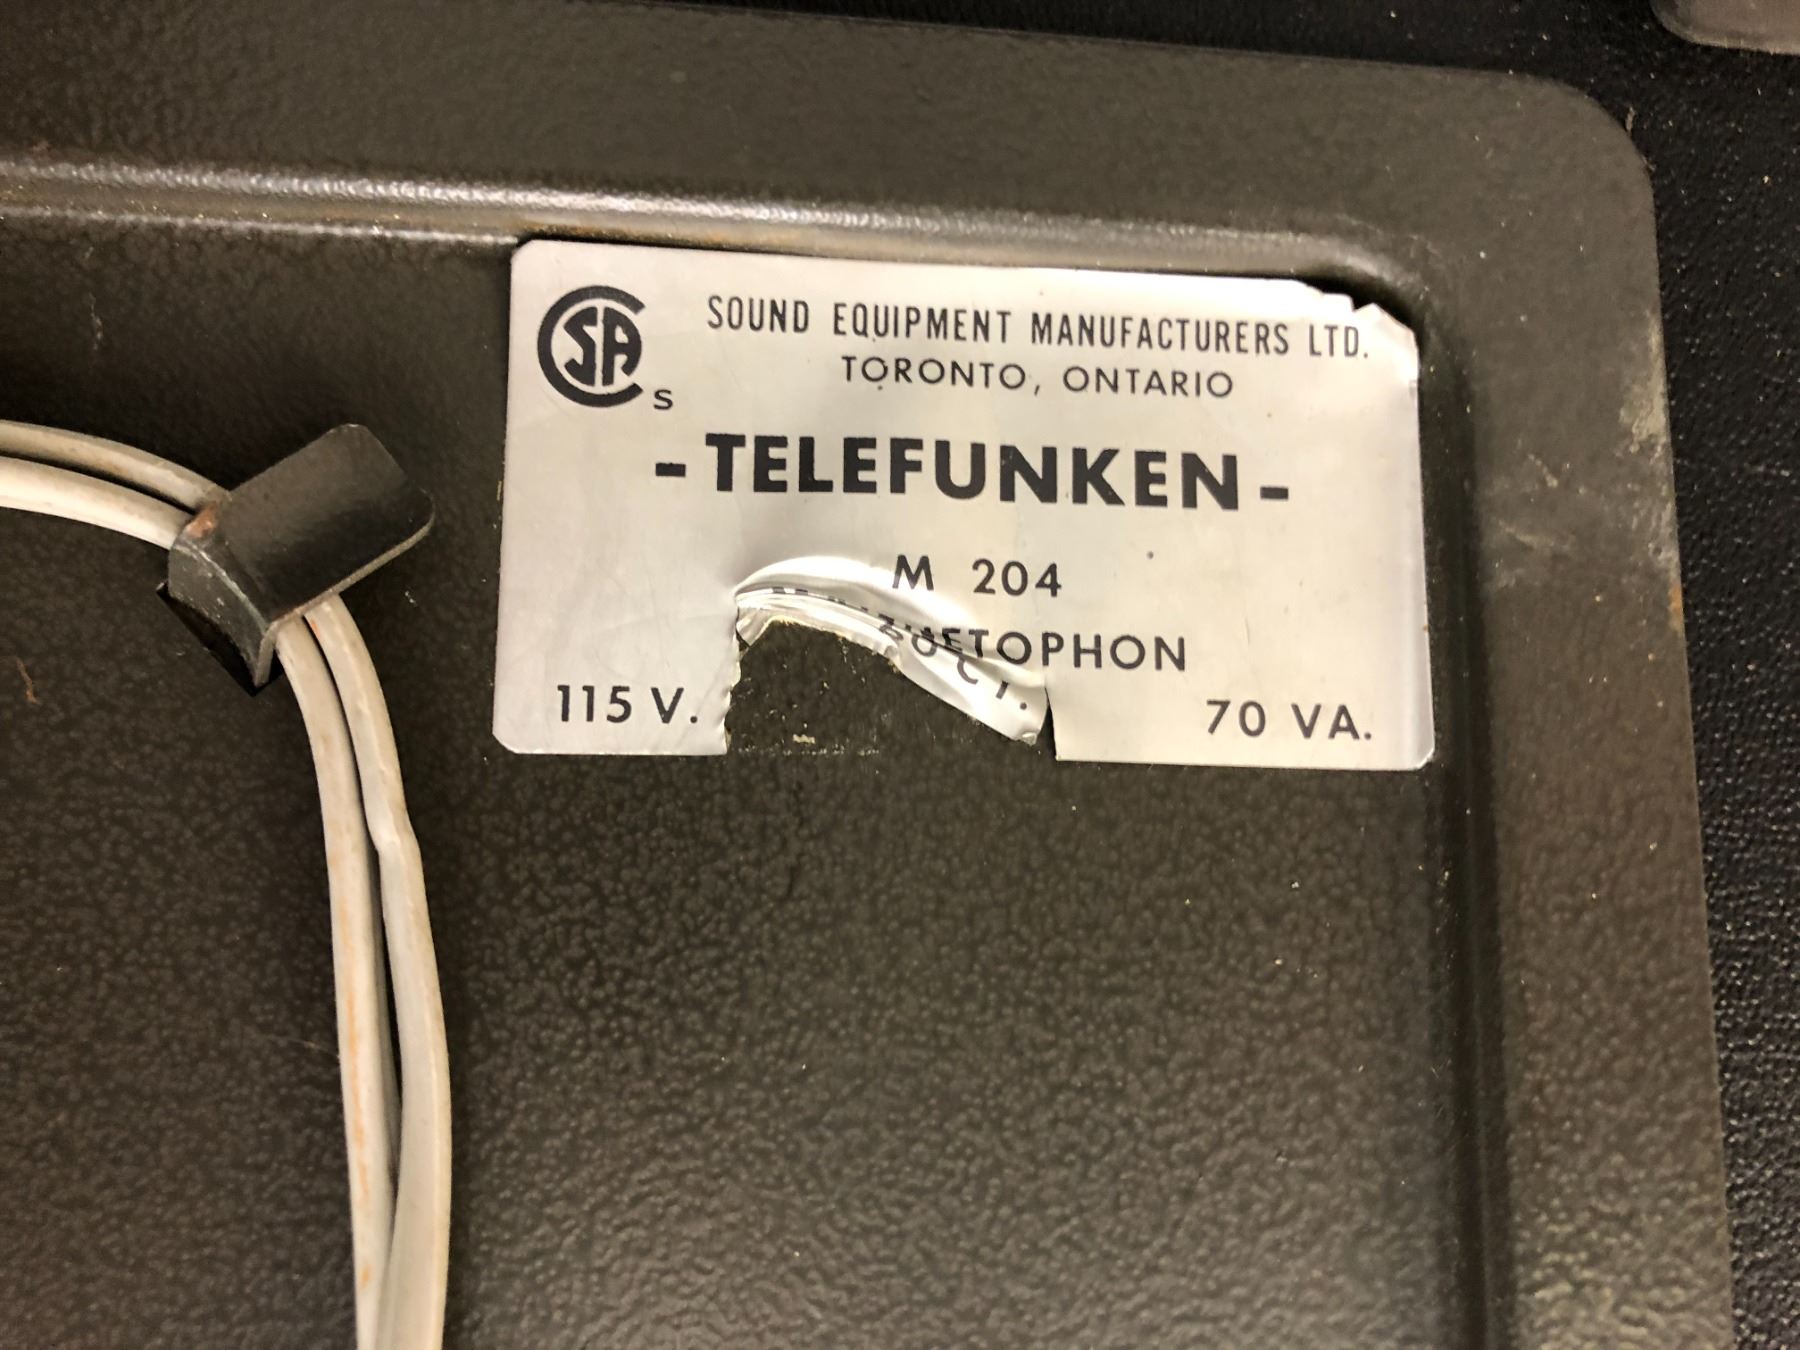 CSA S
SOUND EQUIPMENT MANUFACTURERS LTD.
TORONTO, ONTARIO
-TELEFUNKEN-
M 204
115 V.
70 VA.